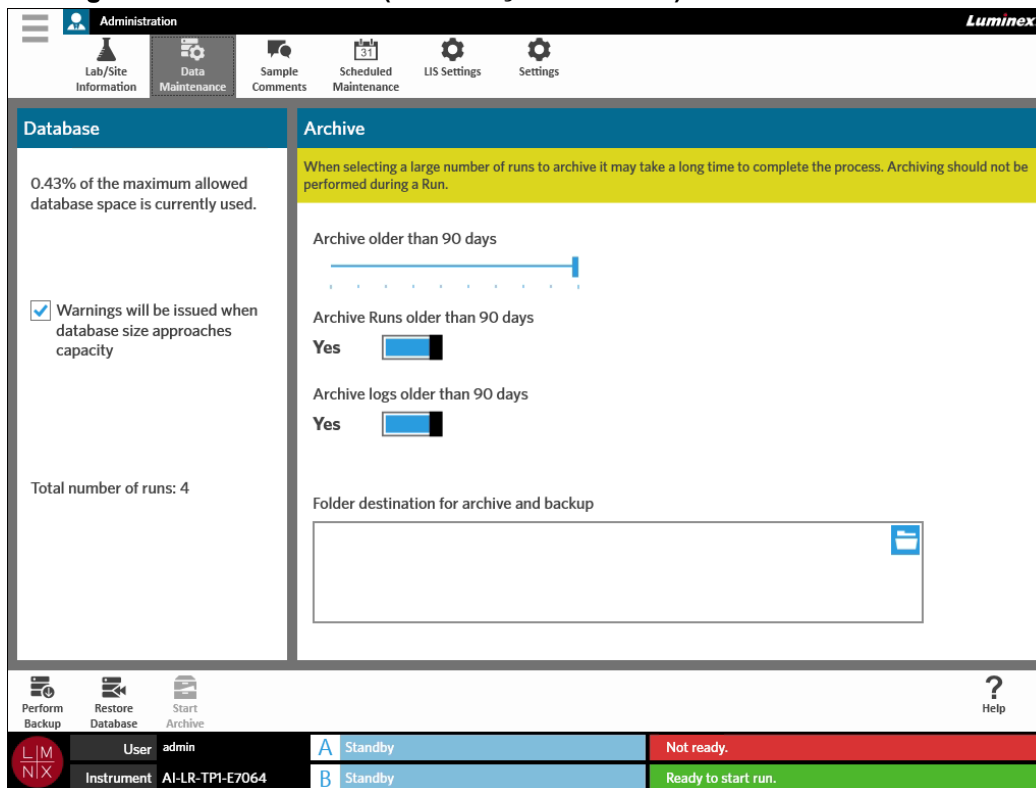 Administration
Luminex
Lab/Site
Information
Data
Maintenance
Sample
Comments
31
Scheduled
Maintenance
LIS Settings
Settings
Database
0.43% of the maximum allowed
database space is currently used.
Warnings will be issued when
database size approaches
capacity
Total number of runs: 4
Archive
When selecting a large number of runs to archive it may take a long time to complete the process. Archiving should not be
performed during a Run.
Archive older than 90 days
Archive Runs older than 90 days
Yes
Archive logs older than 90 days
Yes
Folder destination for archive and backup
Perform
Backup
Restore
Database
Start
Archive
?
Help
L M
N X
User admin
Instrument AI-LR-TP1-E7064
A Standby
B Standby
Not ready.
Ready to start run.